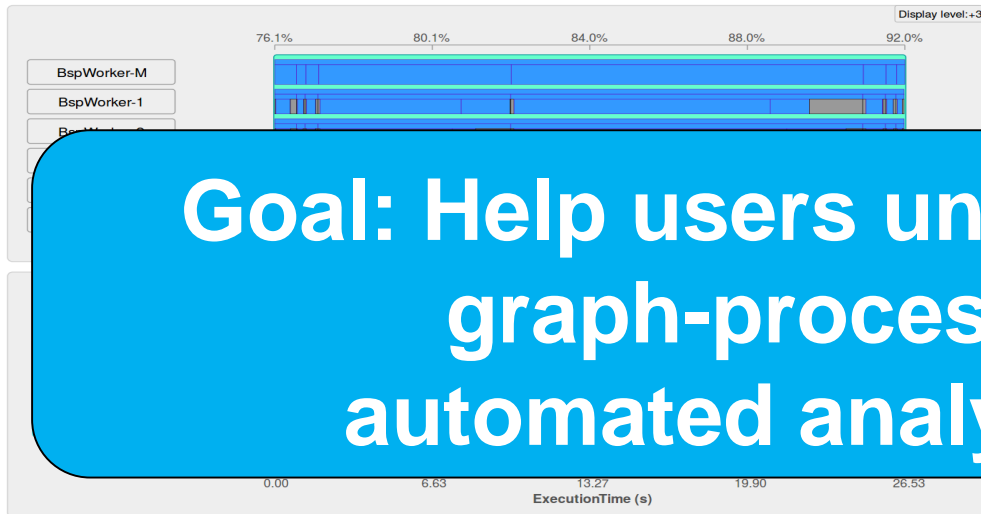 Display level:+3
76.1% 80.1% 84.0% 88.0% 92.0%
BspWorker-M
BspWorker-1
Goal: Help users un
graph-proces
automated analy
0.00 6.63 13.27 19.90 26.53
ExecutionTime (s)